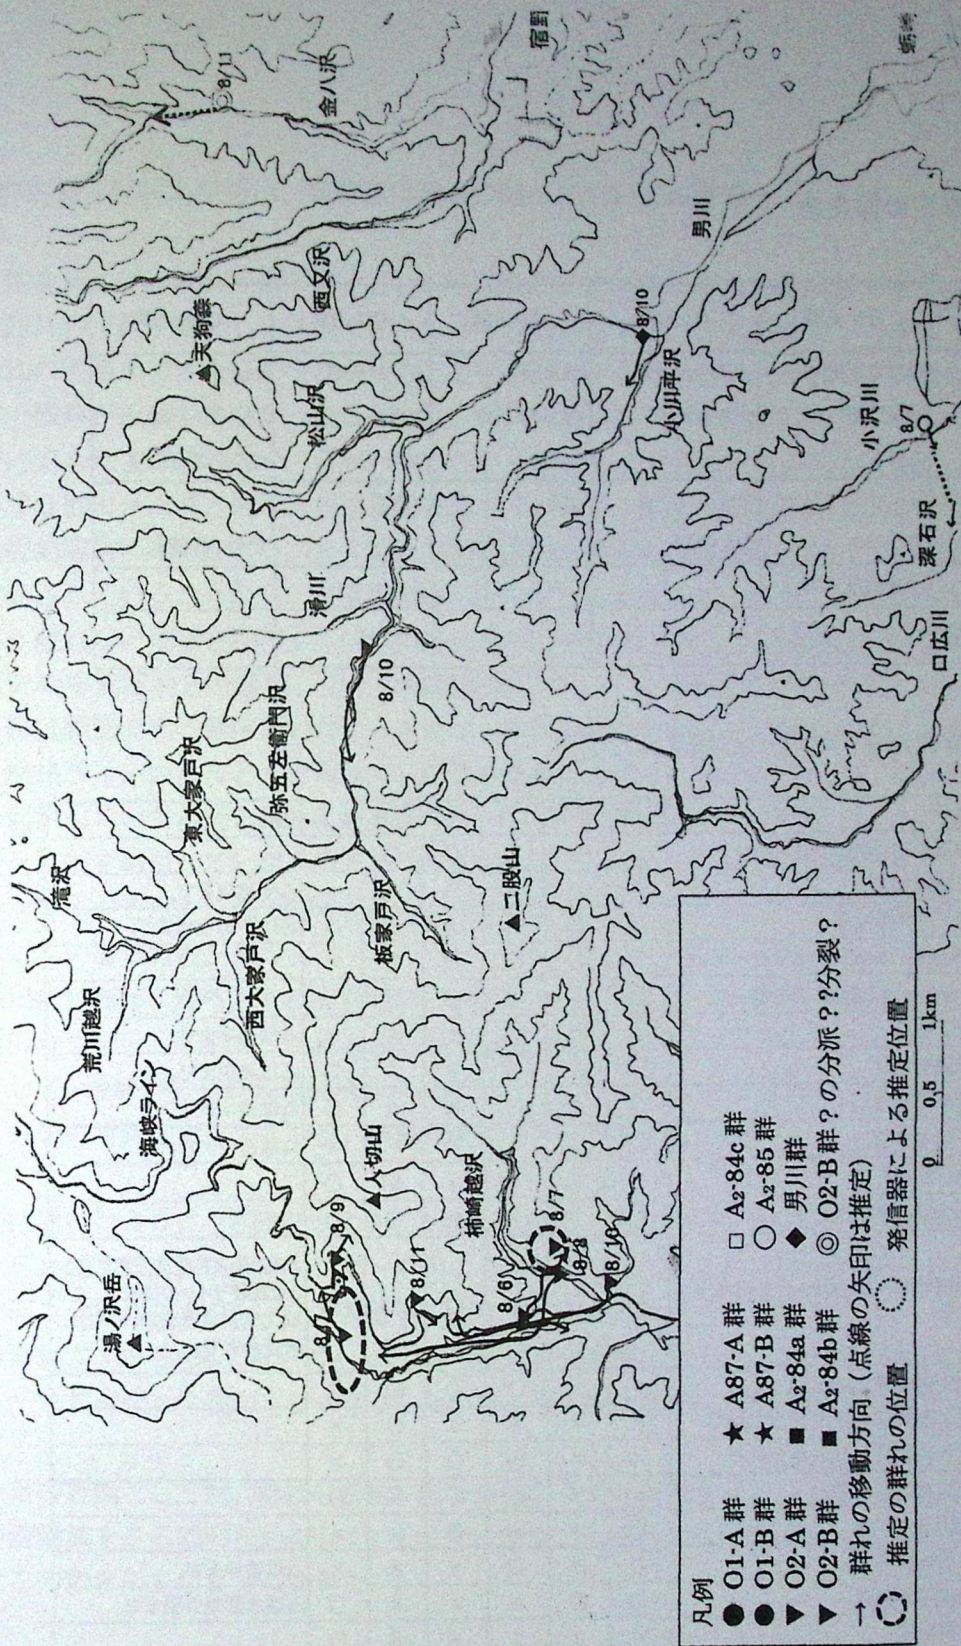 湯ノ沢岳
海峡ライン
荒川越沢
滝沢
東大家戸沢
西大家戸沢
弥五左衛門沢
滑川
松山沢
天狗森
西又沢
金八沢
8/11
宿野
蛎崎
男川
8/10
小川坪沢
小沢川
8/7
深石沢
口広川
8/10
板家戸沢
二股山
人切山
柿崎越沢
8/7
8/9
8/11
8/6
8/7
8/8
8/10
凡例
● O1-A 群 ★ A87-A 群 □ A2-84c 群
● O1-B 群 ★ A87-B 群 ○ A2-85 群
▼ O2-A 群 ■ A2-84a 群 ◆ 男川群
▼ O2-B 群 ■ A2-84b 群 ◎ O2-B 群?の分派??分裂?
→ 群れの移動方向(点線の矢印は推定)
推定の群れの位置 発信器による推定位置
0 0.5 1km